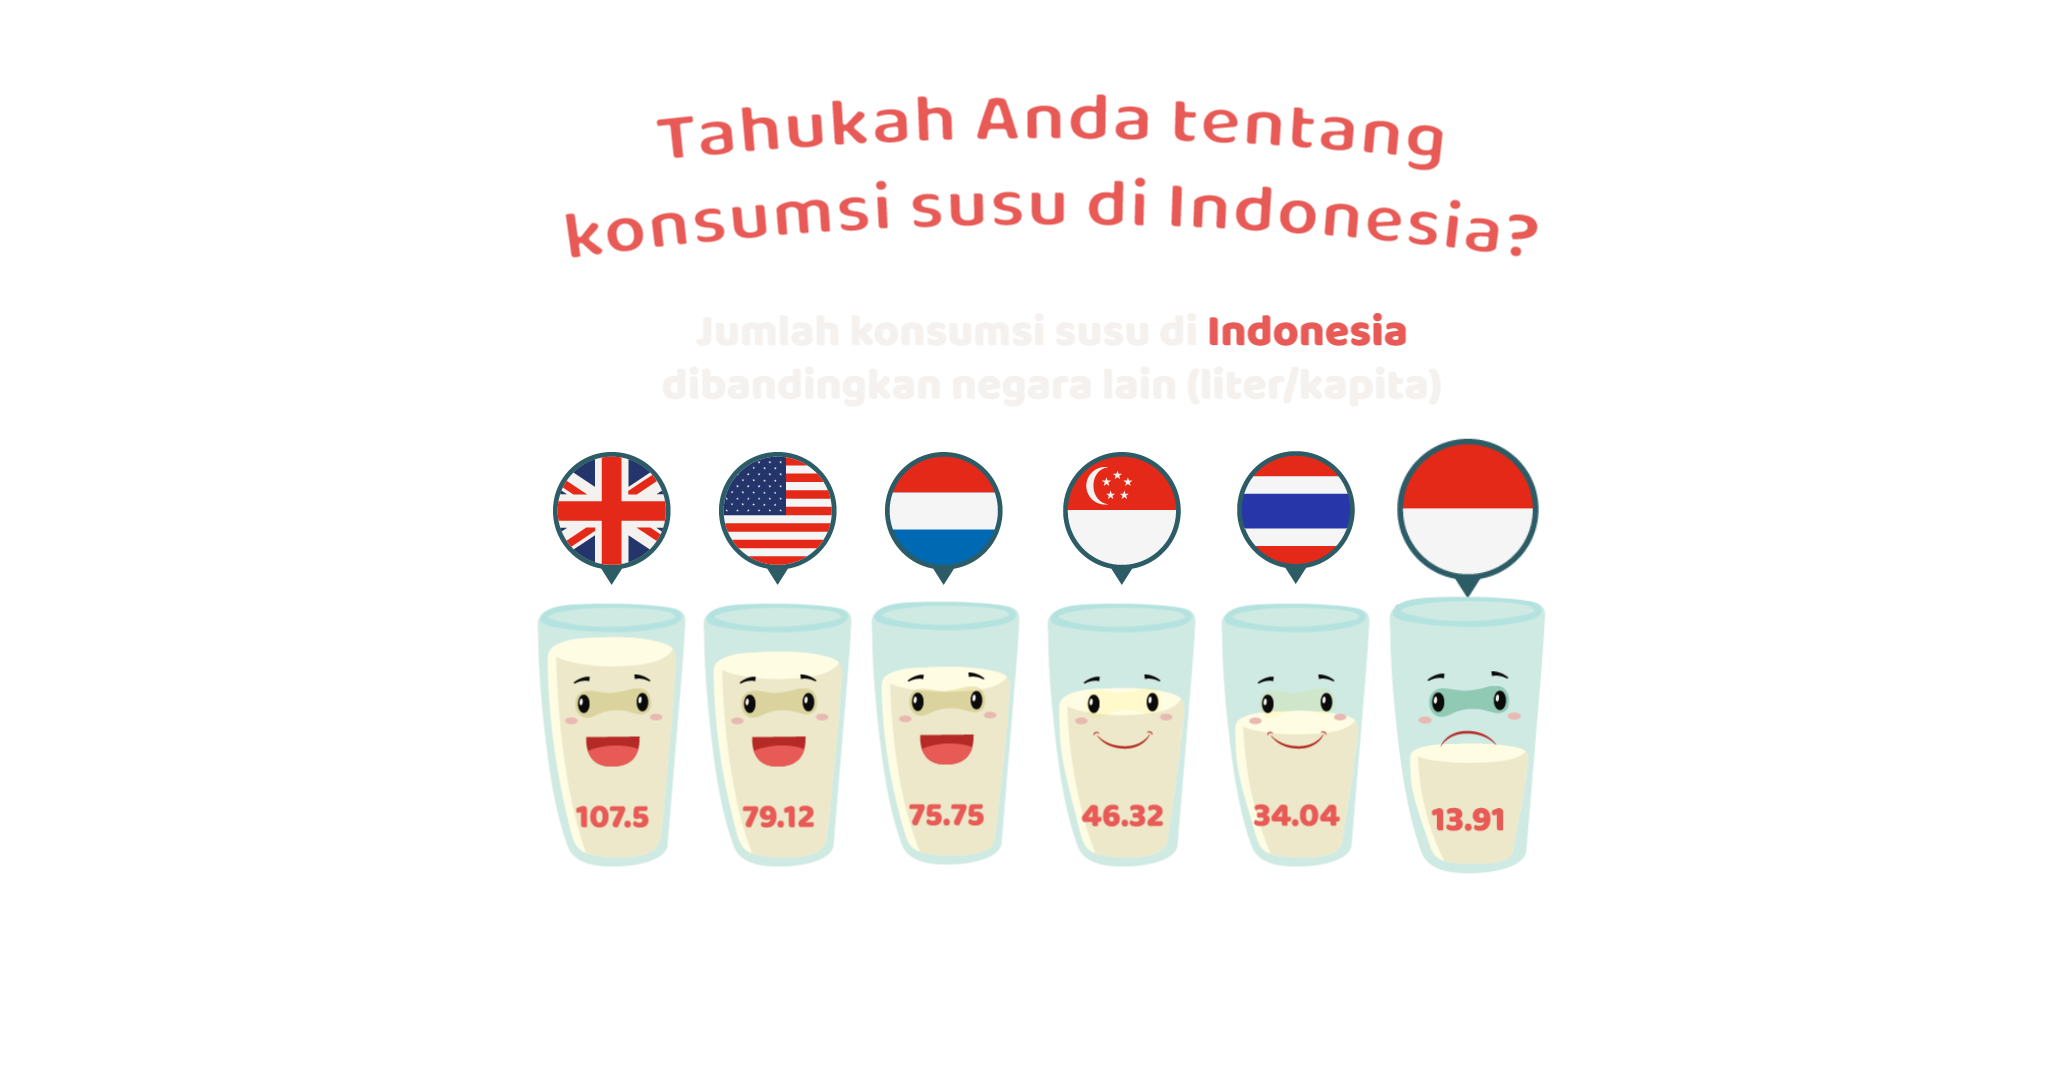 Tahukah Anda tentang
konsumsi susu di Indonesia?
Jumlah konsumsi susu di Indonesia
dibandingkan negara lain (liter/kapita)
107.5 79.12 75.75 46.32 34.04 13.91